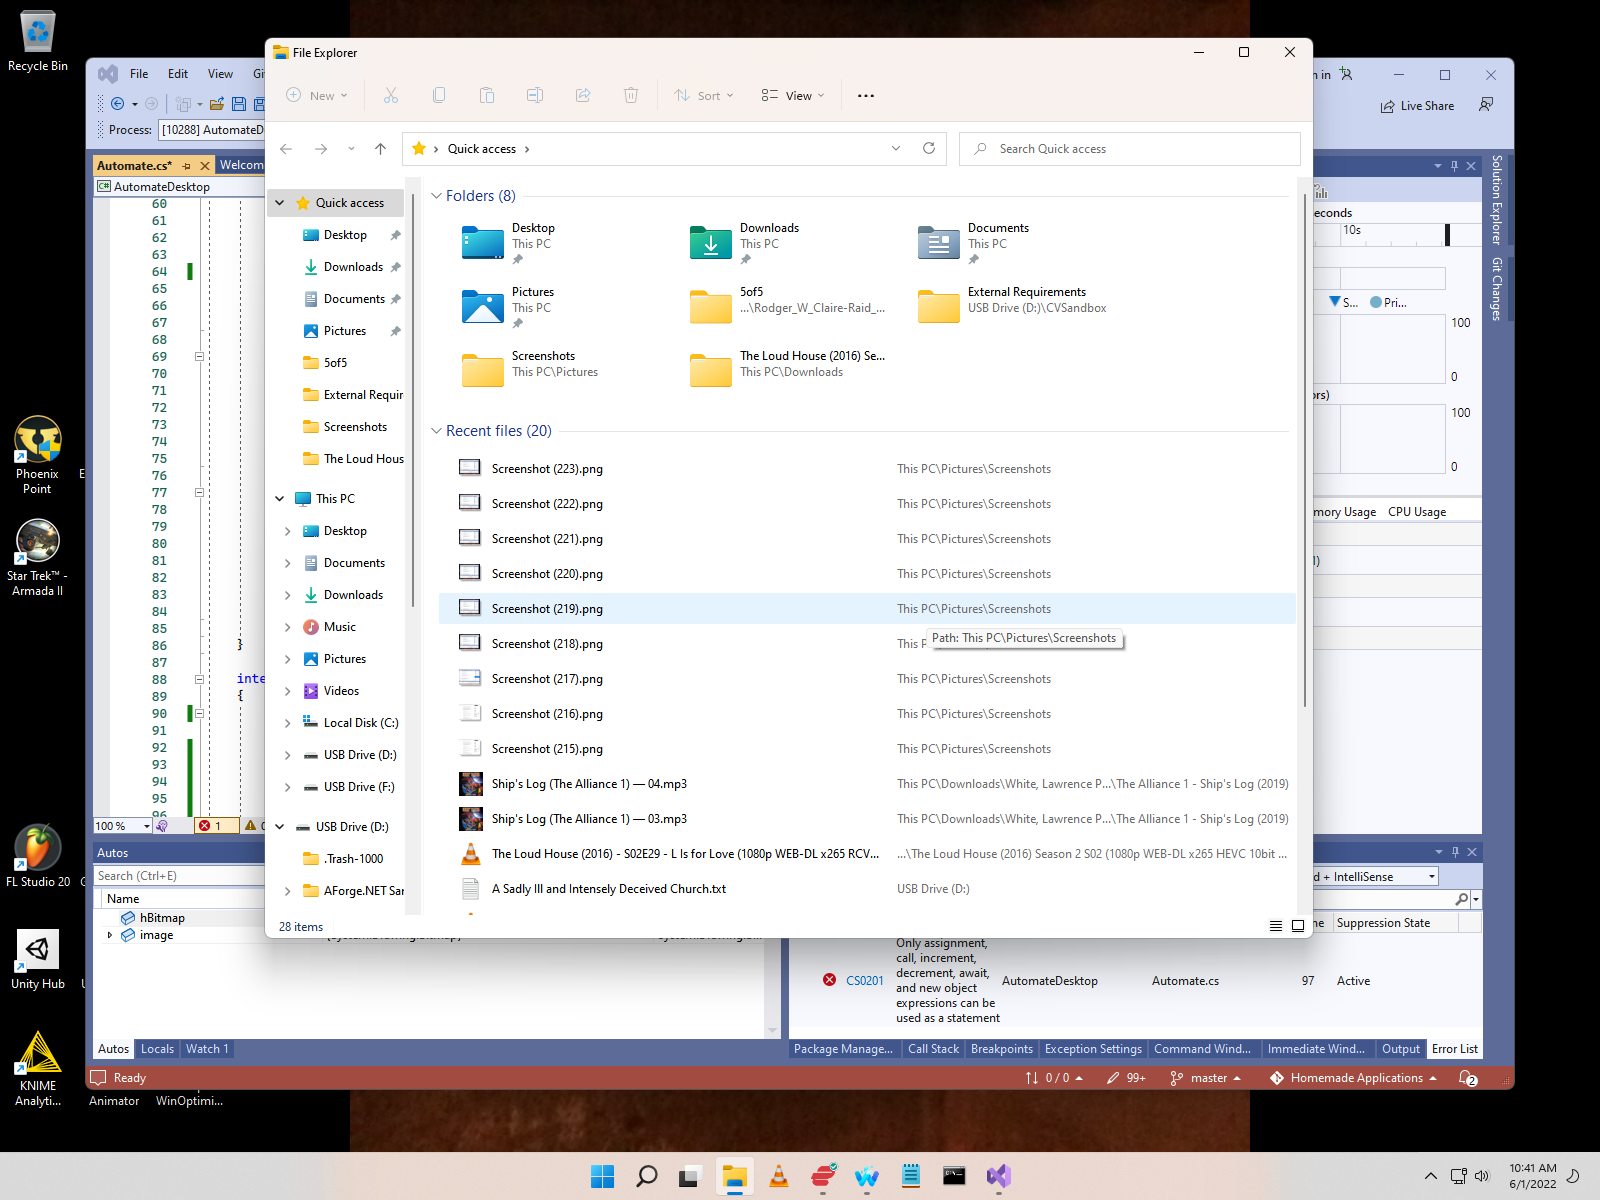 Recycle Bin
Phoenix
Point
E
Star Trek™ -
Armada II
FL Studio 20
Unity Hub
KNIME
Analyti...
Animator
WinOptimi...
File Edit View Gi
n in
Live Share
Process: [10288] AutomateD
Automate.cs* Welcom
AutomateDesktop
60
61
62
63
64
65
66
67
68
69
70
71
72
73
74
75
76
77
78
79
80
81
82
83
84
85
86 }
87
88 inte
89 {
90
91
92
93
94
95
96
100 % 1 0
Autos
Search (Ctrl+E)
Name
hBitmap
image
Autos Locals Watch 1
Ready
File Explorer
New Sort View
Quick access
Search Quick access
Quick access
Desktop
Downloads
Documents
Pictures
5of5
External Requir
Screenshots
The Loud Hous
This PC
Desktop
Documents
Downloads
Music
Pictures
Videos
Local Disk (C:)
USB Drive (D:)
USB Drive (F:)
USB Drive (D:)
.Trash-1000
AForge.NET Sar
Folders (8)
Desktop
This PC
Downloads
This PC
Documents
This PC
Pictures
This PC
5of5
...\Rodger_W_Claire-Raid_...
External Requirements
USB Drive (D:)\CVSandbox
Screenshots
This PC\Pictures
The Loud House (2016) Se...
This PC\Downloads
Recent files (20)
Screenshot (223).png This PC\Pictures\Screenshots
Screenshot (222).png This PC\Pictures\Screenshots
Screenshot (221).png This PC\Pictures\Screenshots
Screenshot (220).png This PC\Pictures\Screenshots
Screenshot (219).png This PC\Pictures\Screenshots
Path: This PC\Pictures\Screenshots
Screenshot (218).png This P
Screenshot (217).png This PC\Pictures\Screenshots
Screenshot (216).png This PC\Pictures\Screenshots
Screenshot (215).png This PC\Pictures\Screenshots
Ship's Log (The Alliance 1) — 04.mp3 This PC\Downloads\White, Lawrence P...\The Alliance 1 - Ship's Log (2019)
Ship's Log (The Alliance 1) — 03.mp3 This PC\Downloads\White, Lawrence P...\The Alliance 1 - Ship's Log (2019)
The Loud House (2016) - S02E29 - L Is for Love (1080p WEB-DL x265 RCV... ...\The Loud House (2016) Season 2 S02 (1080p WEB-DL x265 HEVC 10bit ...
A Sadly Ill and Intensely Deceived Church.txt USB Drive (D:)
28 items
Solution Explorer
Git Changes
econds
10s
S... Pri...
100
0
ors)
100
0
mory Usage CPU Usage
d + IntelliSense
ne Suppression State
CS0201
Only assignment,
call, increment,
decrement, await,
and new object
expressions can be
used as a statement
AutomateDesktop Automate.cs 97 Active
Package Manage... Call Stack Breakpoints Exception Settings Command Wind... Immediate Wind... Output Error List
0 / 0 99+ master Homemade Applications 2
10:41 AM
6/1/2022